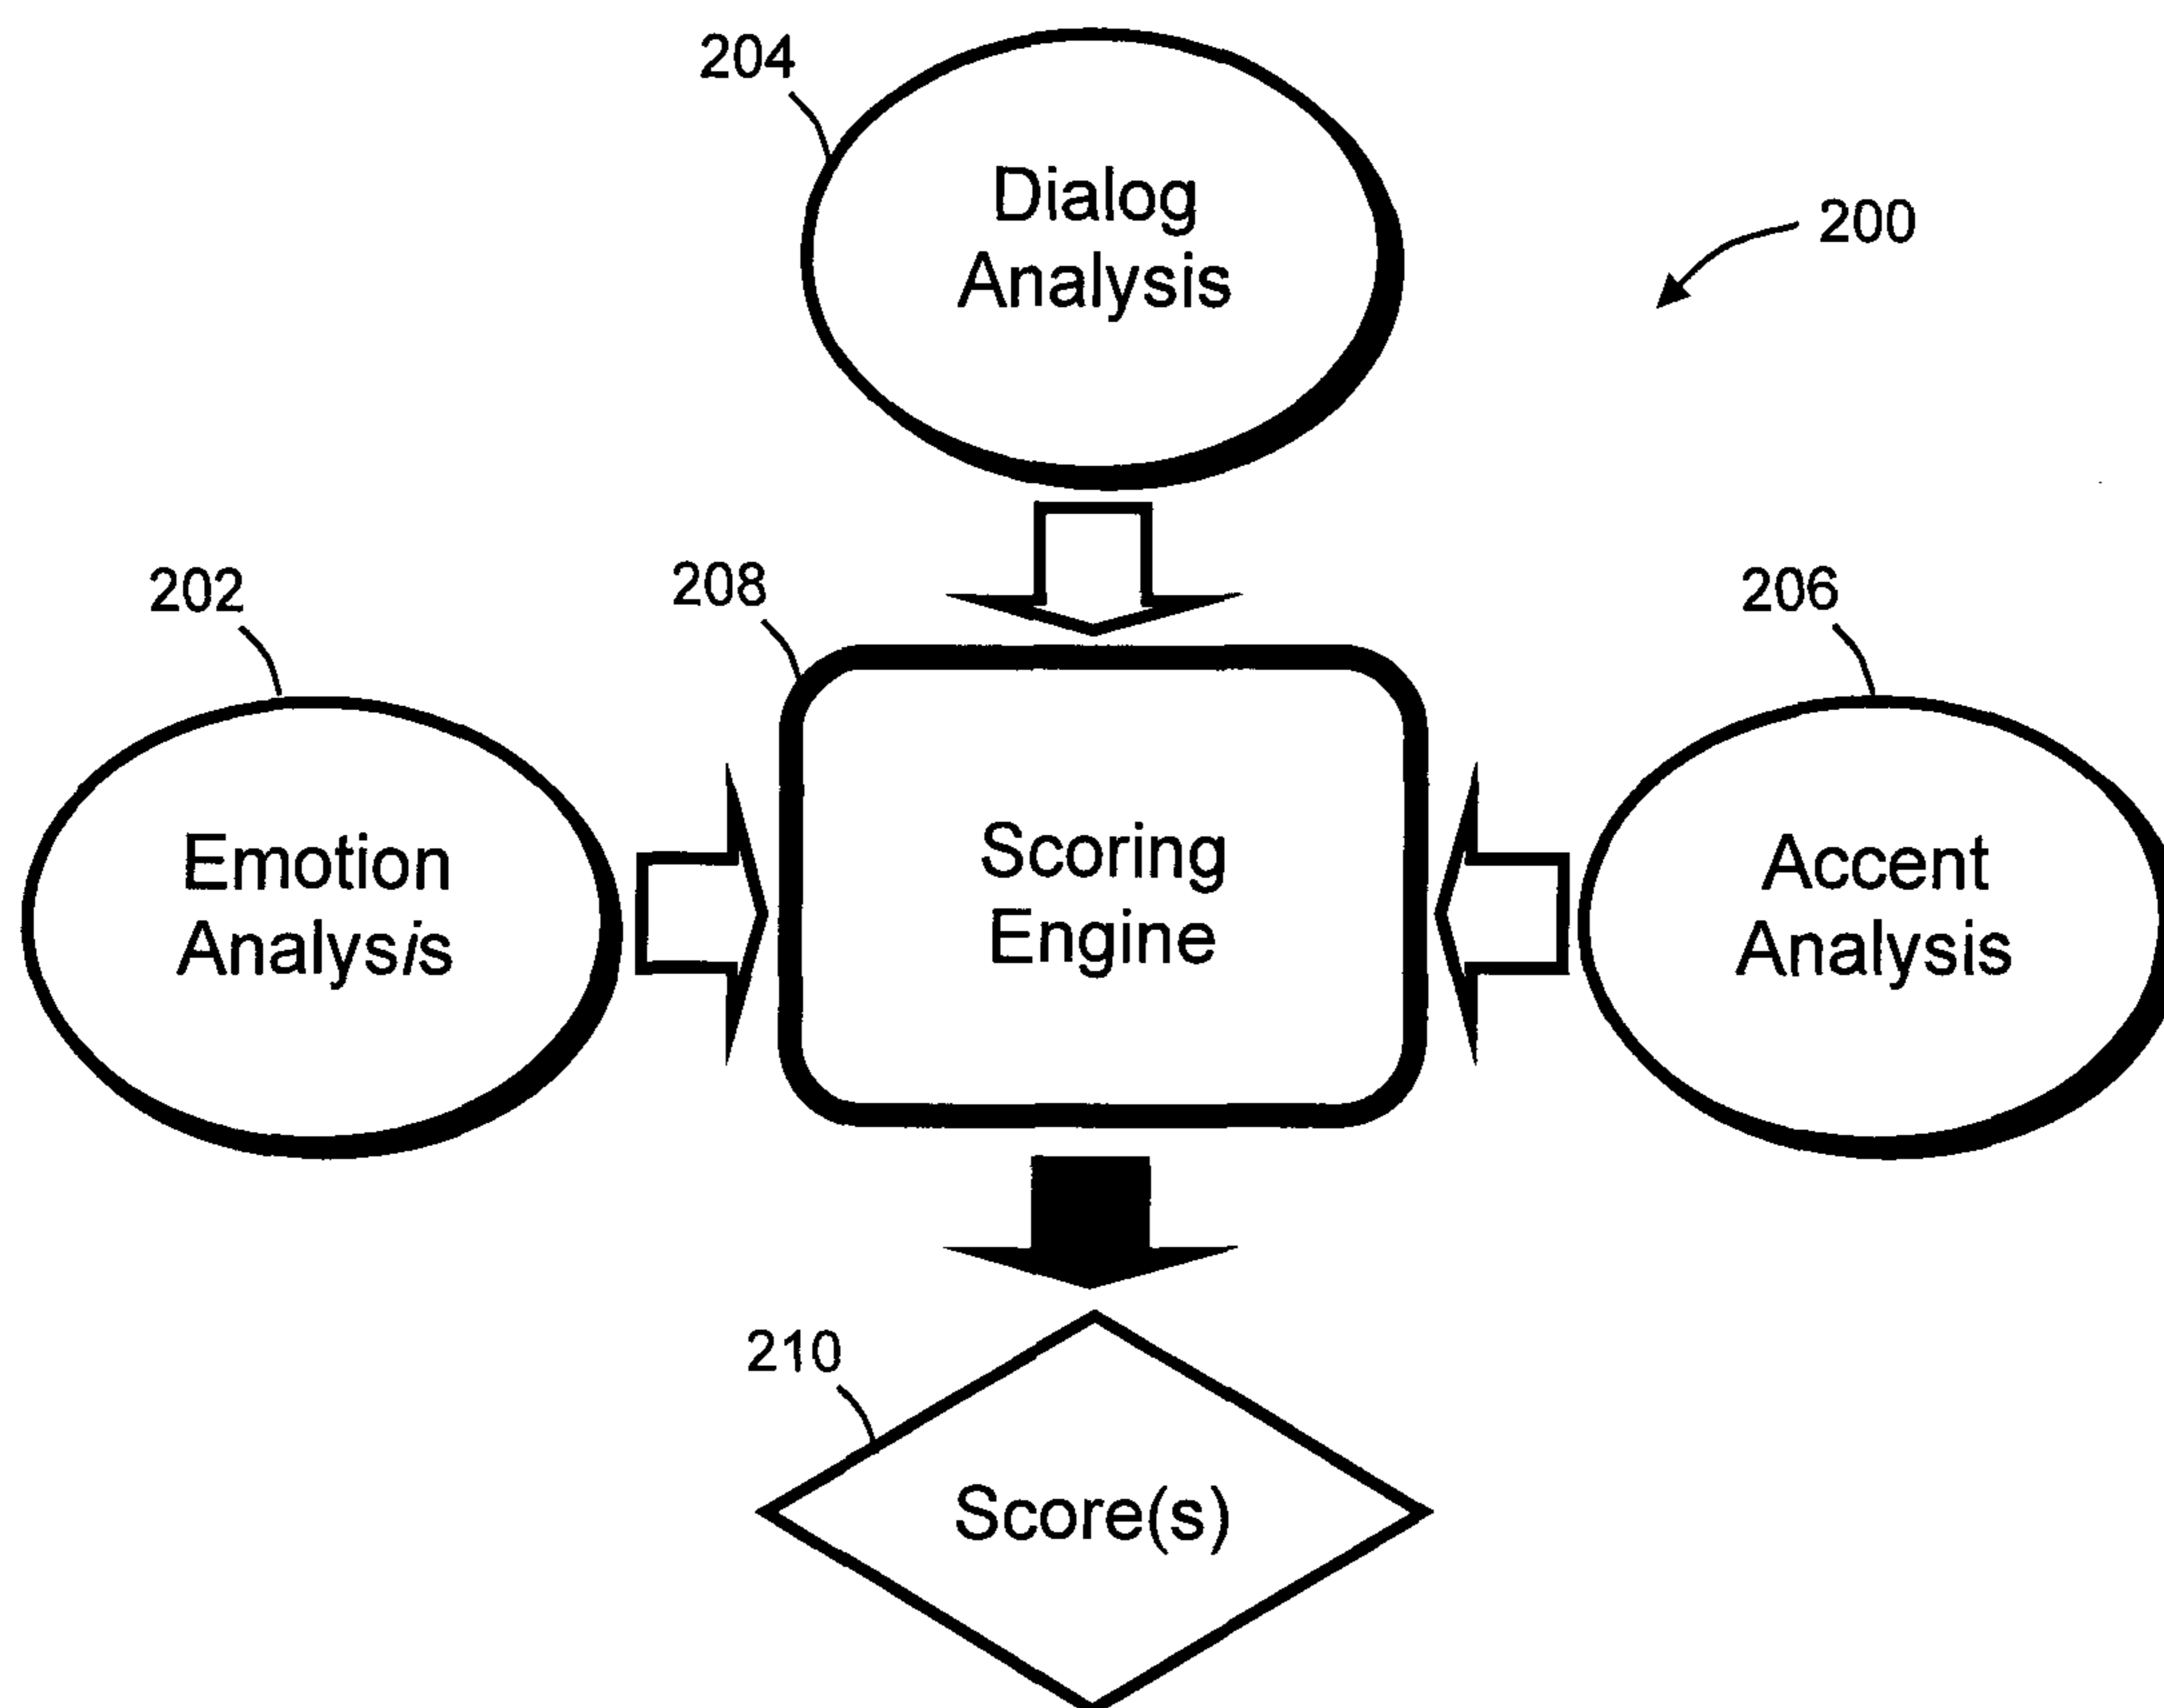 204
Dialog
Analysis
200
202
208
206
Emotion
Analysis
Scoring
Engine
Accent
Analysis
210
Score(s)